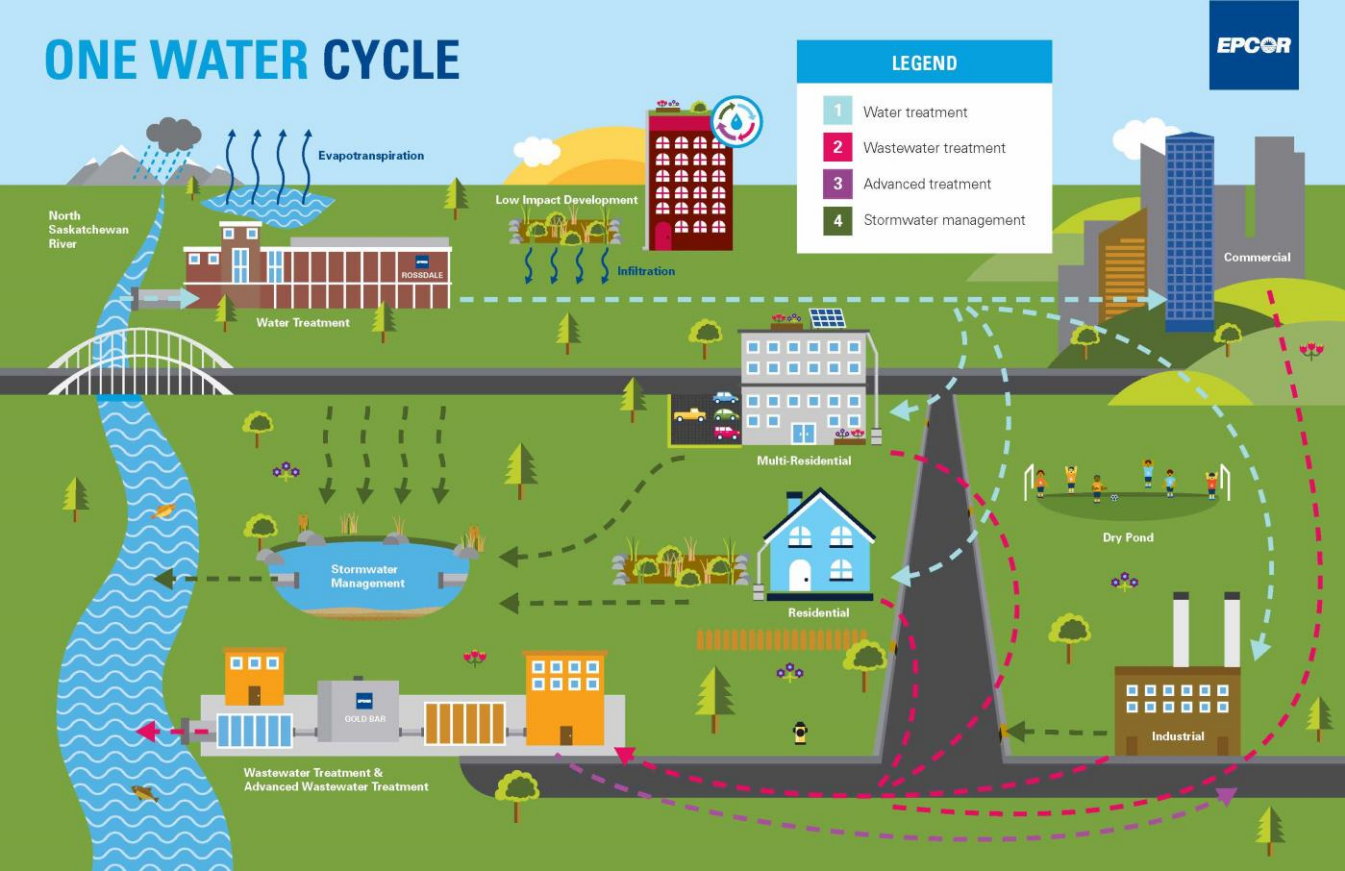 ONE WATER CYCLE
EPCOR
LEGEND
1 Water treatment
2 Wastewater treatment
3 Advanced treatment
4 Stormwater management
Evapotranspiration
North
Saskatchewan
River
Low Impact Development
Infiltration
EPCOR
ROSSDALE
Water Treatment
Commercial
Multi-Residential
Dry Pond
Stormwater
Management
Residential
EPCOR
GOLD BAR
Industrial
Wastewater Treatment &
Advanced Wastewater Treatment